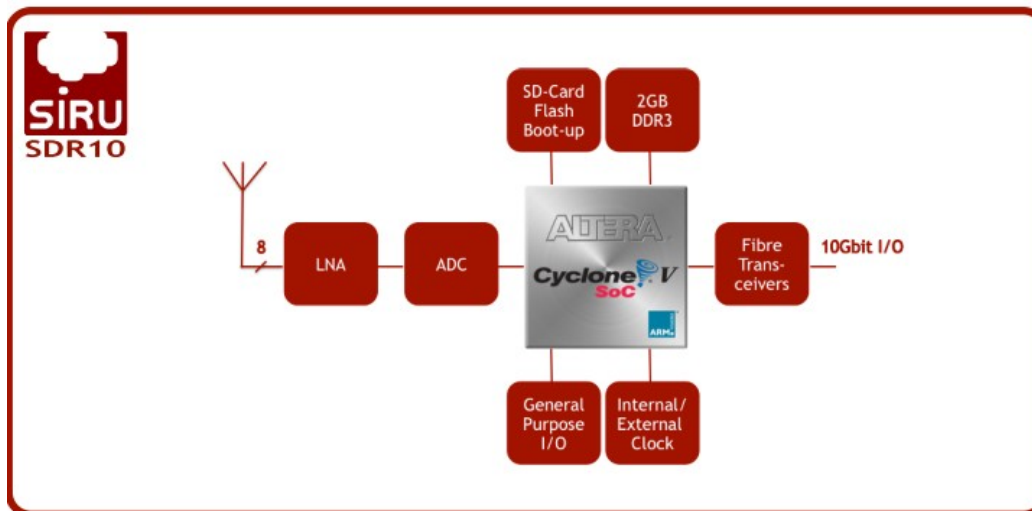 SiRU
SDR10
SD-Card
Flash
Boot-up
2GB
DDR3
8
LNA
ADC
ALTERA
Cyclone V
SoC
ARM
Fibre
Trans-
ceivers
10Gbit I/O
General
Purpose
I/O
Internal/
External
Clock